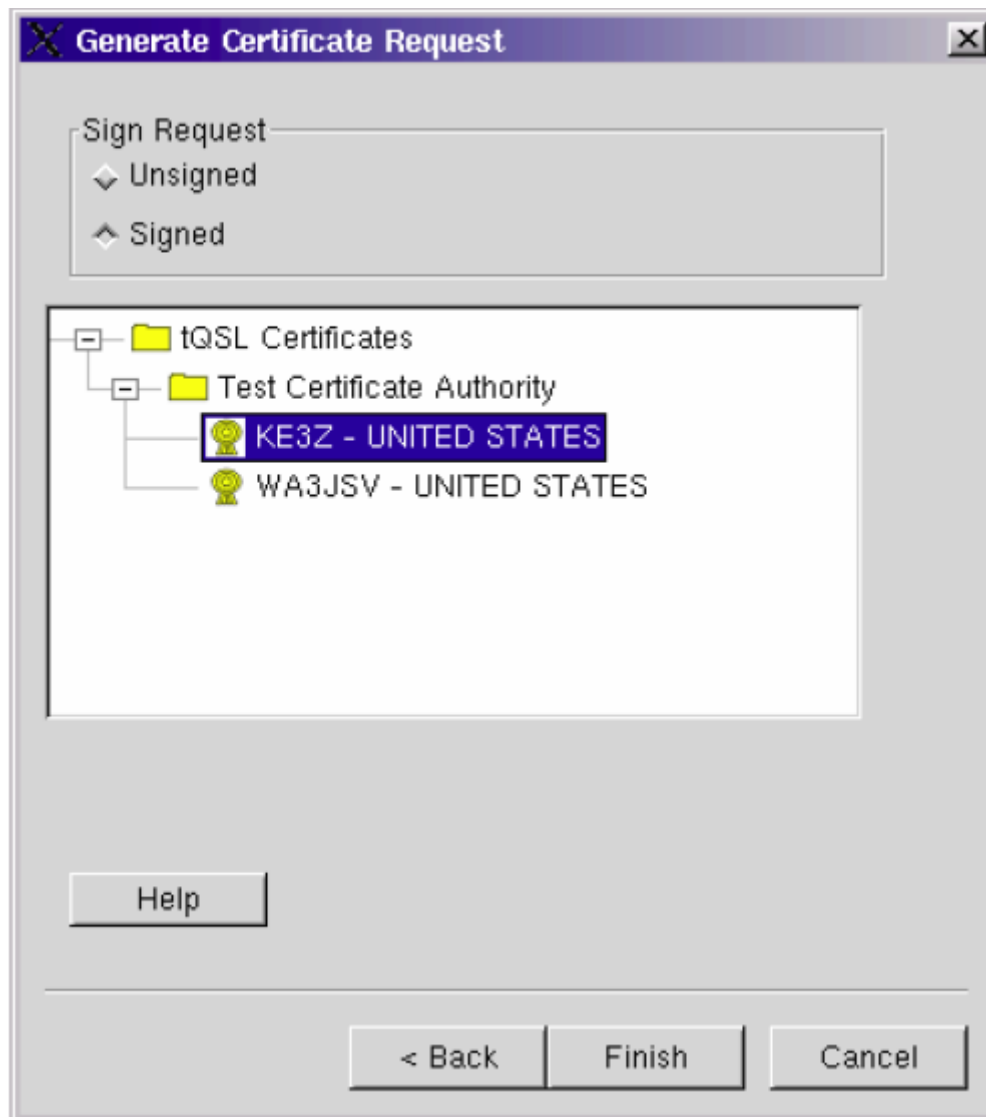 Generate Certificate Request
Sign Request
Unsigned
Signed
tQSL Certificates
Test Certificate Authority
KE3Z - UNITED STATES
WA3JSV - UNITED STATES
Help
< Back
Finish
Cancel